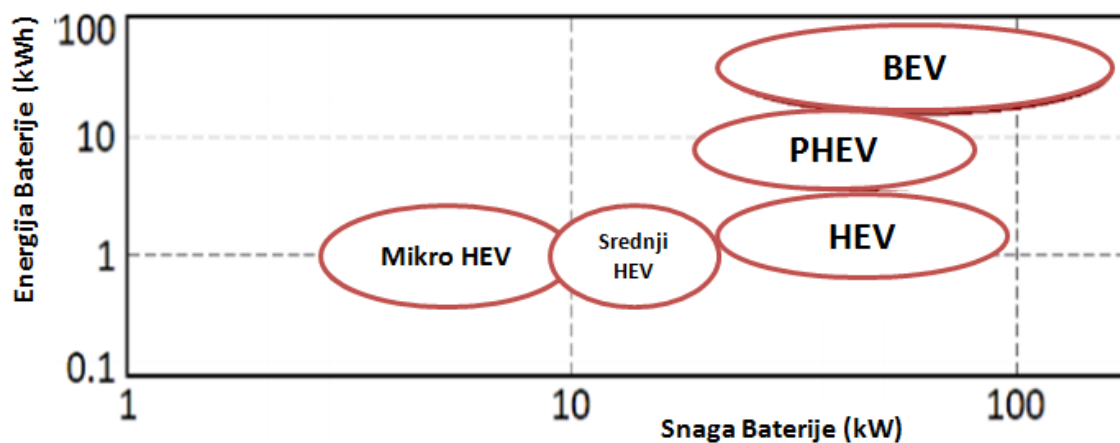 Energija Baterije (kWh)
100
10
1
0.1
BEV
PHEV
HEV
Mikro HEV
Srednji
HEV
1
10
100
Snaga Baterije (kW)